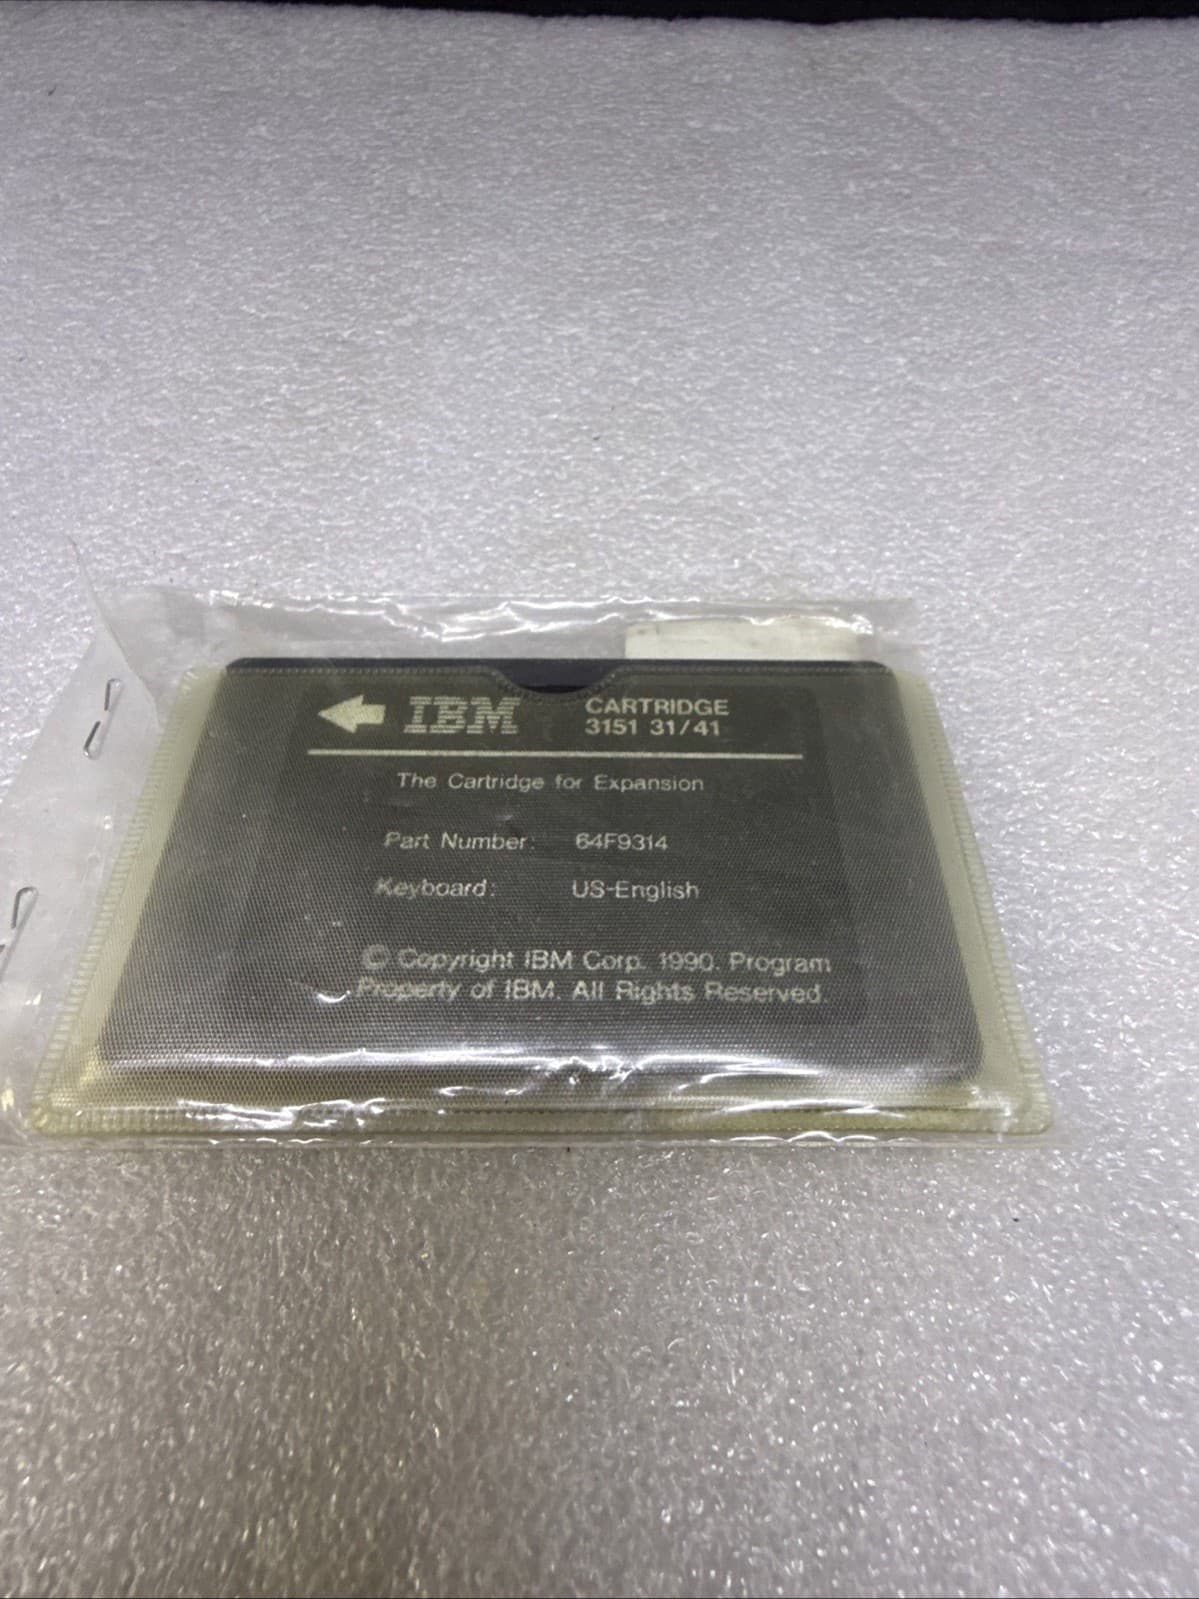 IBM CARTRIDGE
3151 31/41
The Cartridge for Expansion
Part Number: 64F9314
Keyboard: US-English
© Copyright IBM Corp. 1990. Program
Property of IBM. All Rights Reserved.